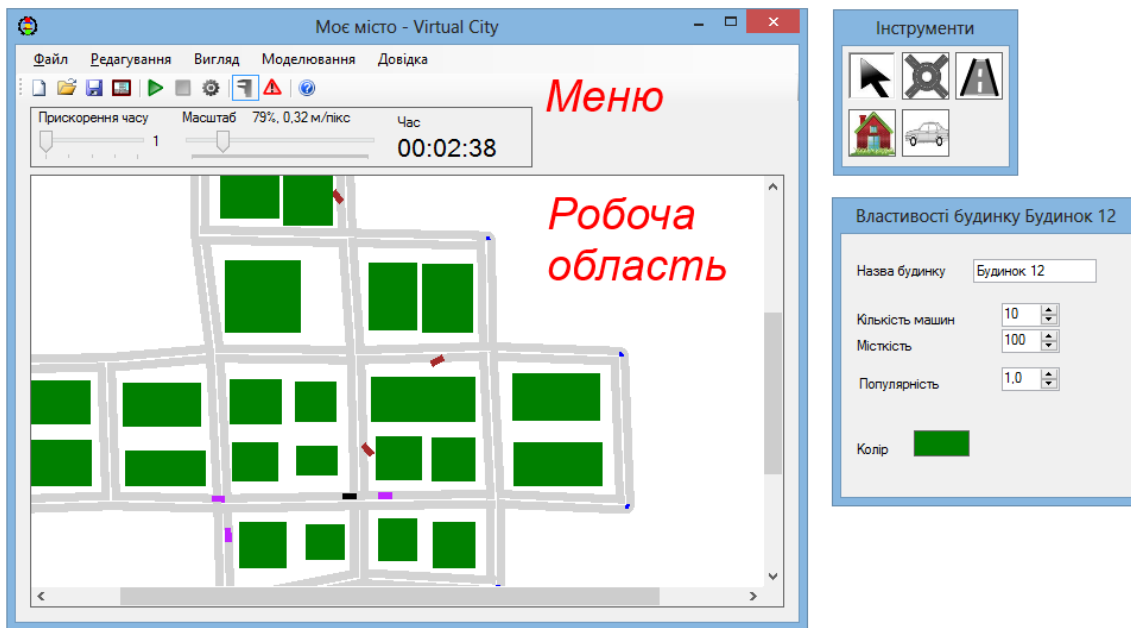 Моє місто - Virtual City
Файл Редагування Вигляд Моделювання Довідка
Меню
Прискорення часу
1
Масштаб 79%, 0,32 м/пікс
Час
00:02:38
Робоча
область
Інструменти
Властивості будинку Будинок 12
Назва будинку Будинок 12
Кількість машин 10
Місткість 100
Популярність 1,0
Колір